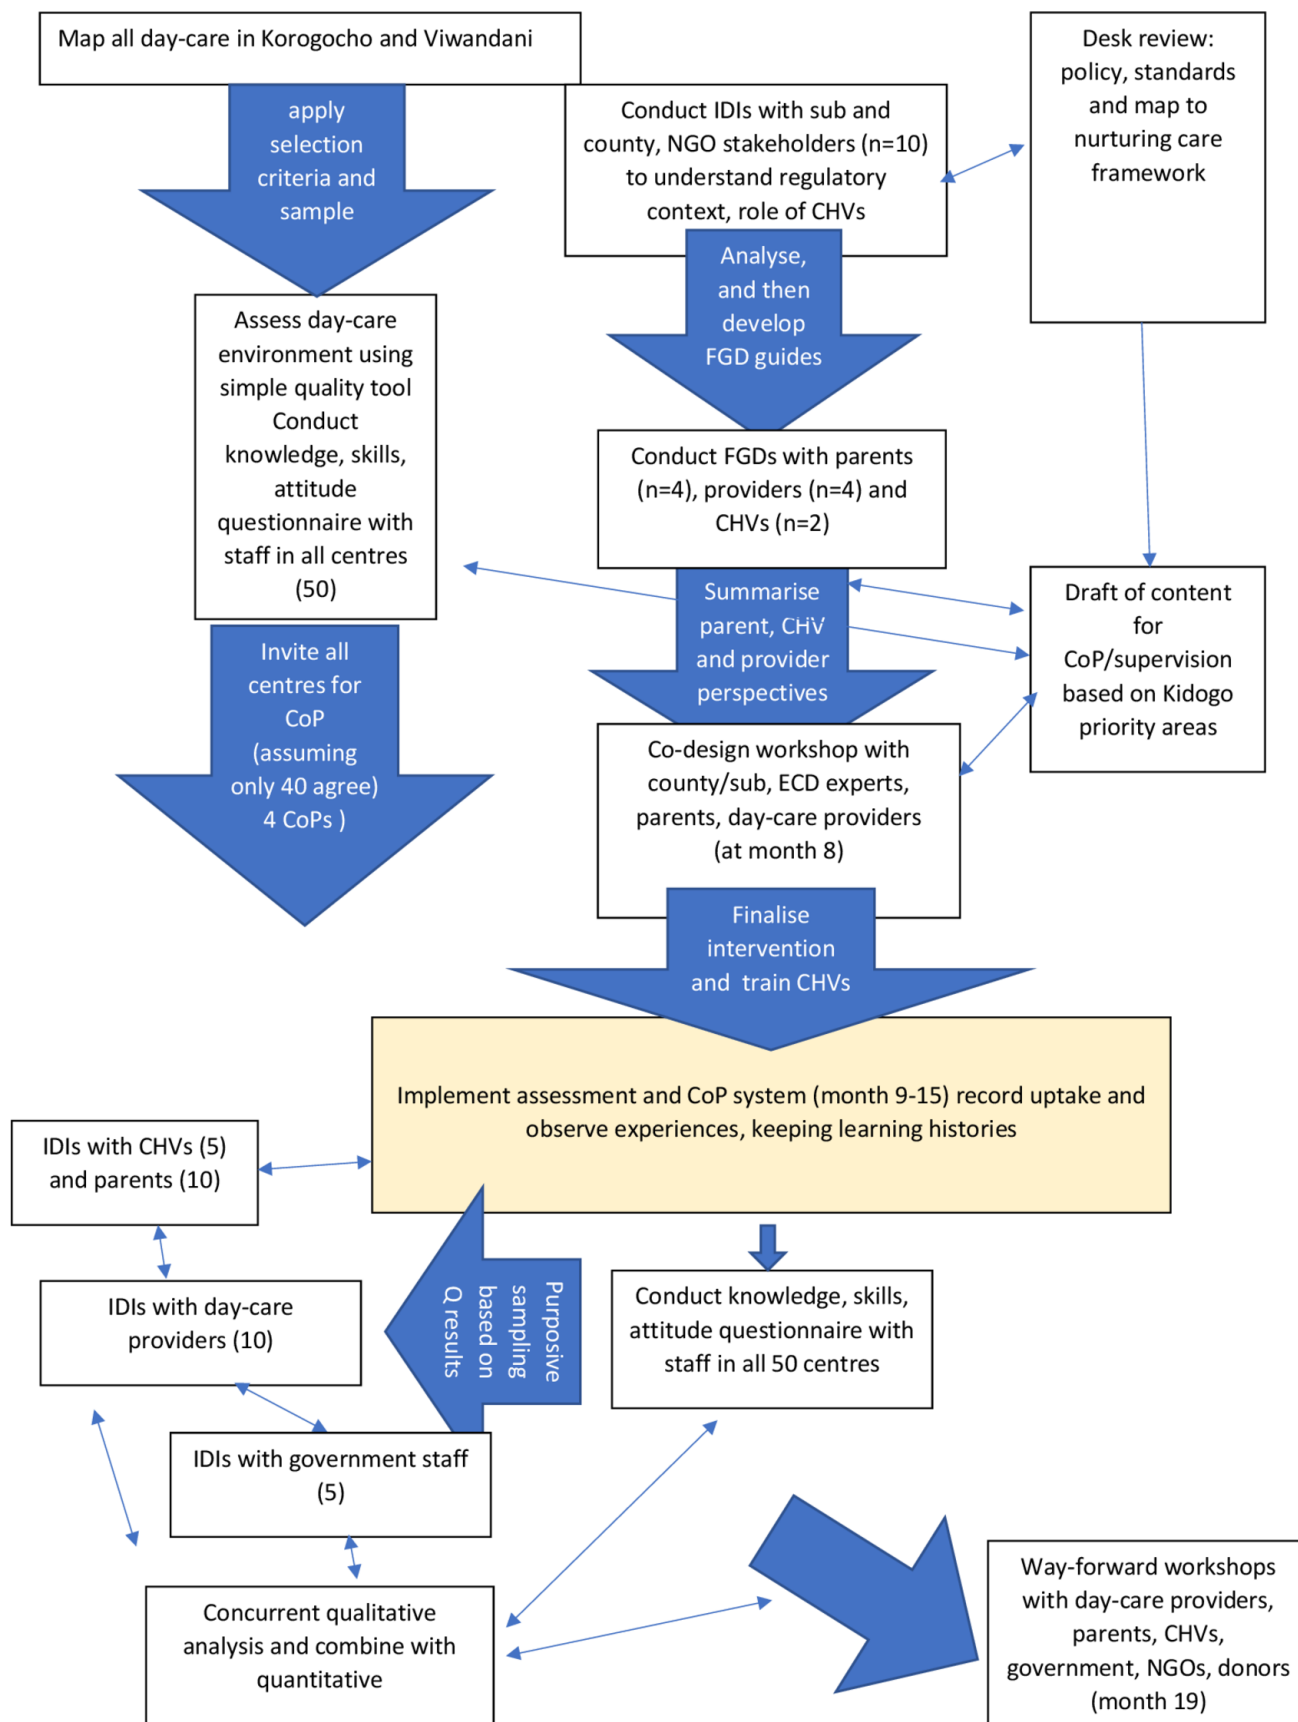 Map all day-care in Korogocho and Viwandani
apply
selection
criteria and
sample
Conduct IDIs with sub and
county, NGO stakeholders (n=10)
to understand regulatory
context, role of CHVs
Desk review:
policy, standards
and map to
nurturing care
framework
Analyse,
and then
develop
FGD guides
Assess day-care
environment using
simple quality tool
Conduct
knowledge, skills,
attitude
questionnaire with
staff in all centres
(50)
Conduct FGDs with parents
(n=4), providers (n=4) and
CHVs (n=2)
Summarise
parent, CHV
and provider
perspectives
Draft of content
for
CoP/supervision
based on Kidogo
priority areas
Invite all
centres for
CoP
(assuming
only 40 agree)
4 CoPs )
Co-design workshop with
county/sub, ECD experts,
parents, day-care providers
(at month 8)
Finalise
intervention
and  train CHVs
Implement assessment and CoP system (month 9-15) record uptake and
observe experiences, keeping learning histories
IDIs with CHVs (5)
and parents (10)
IDIs with day-care
providers (10)
Purposive
sampling
based on
Q results
Conduct knowledge, skills,
attitude questionnaire with
staff in all 50 centres
IDIs with government staff
(5)
Concurrent qualitative
analysis and combine with
quantitative
Way-forward workshops
with day-care providers,
parents, CHVs,
government, NGOs, donors
(month 19)